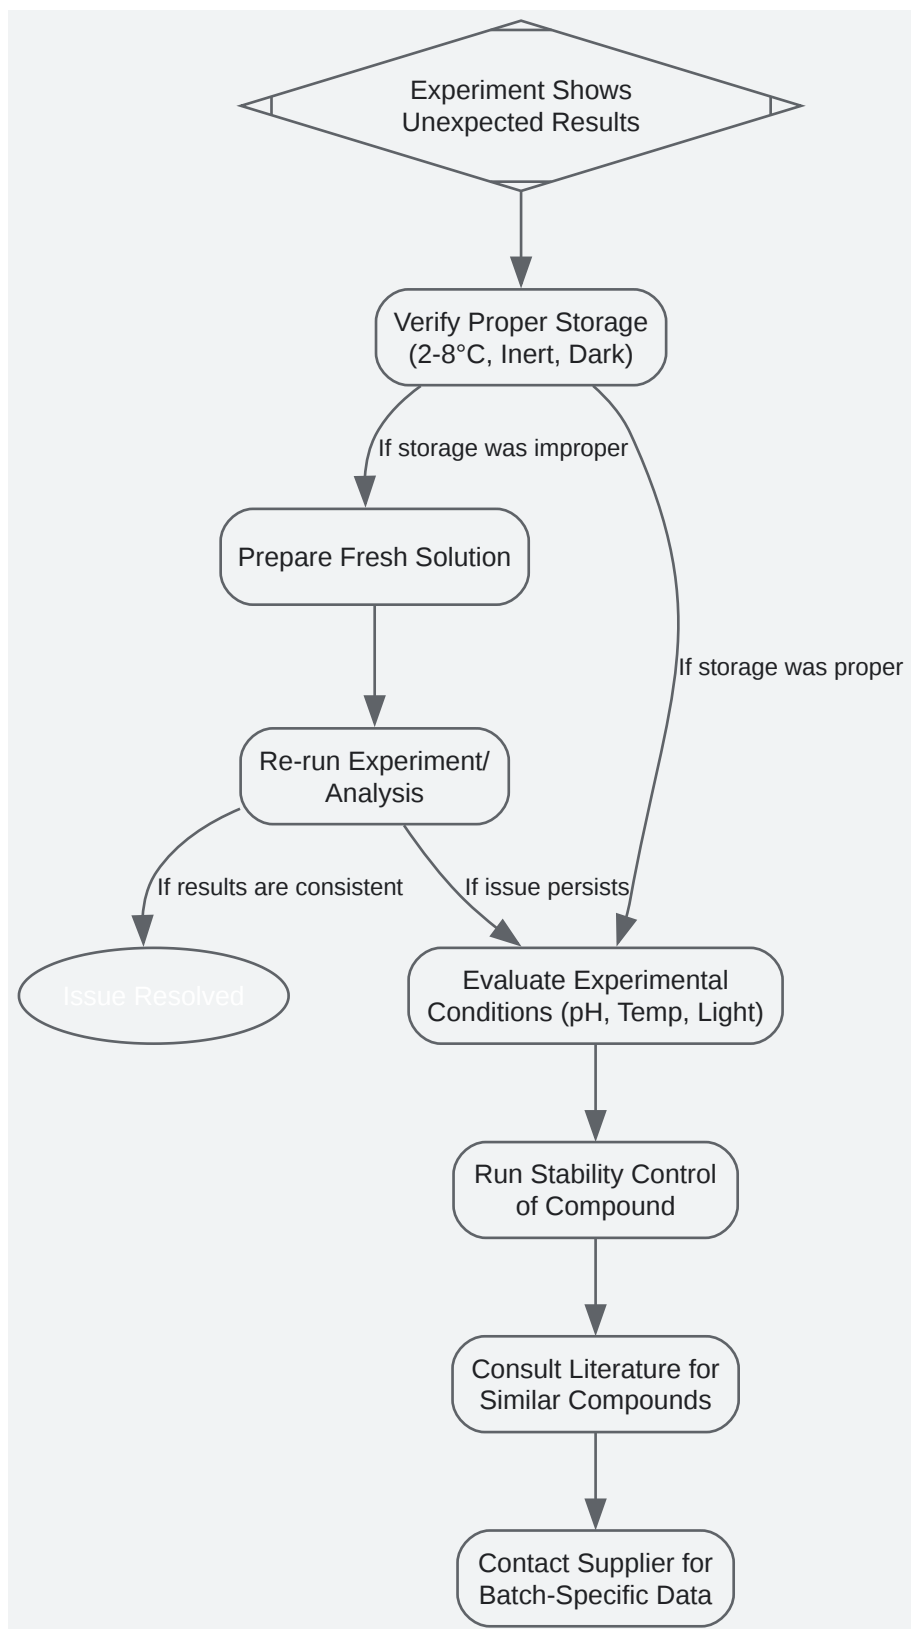 Experiment Shows
Unexpected Results
Verify Proper Storage
(2-8°C, Inert, Dark)
If storage was improper
Prepare Fresh Solution
If storage was proper
Re-run Experiment/
Analysis
If results are consistent
If issue persists
Issue Resolved
Evaluate Experimental
Conditions (pH, Temp, Light)
Run Stability Control
of Compound
Consult Literature for
Similar Compounds
Contact Supplier for
Batch-Specific Data